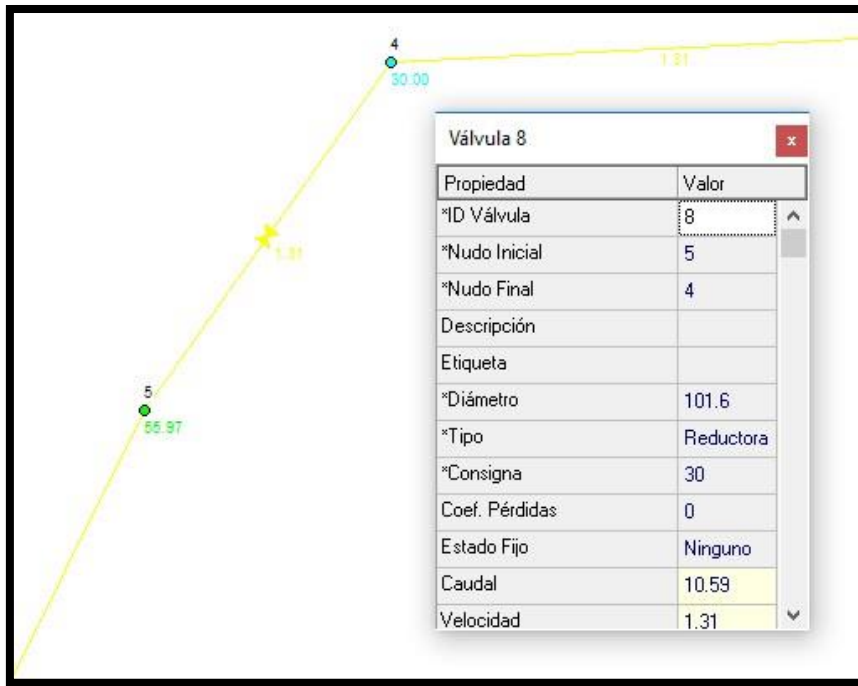 4
30.00
1.31
1.31
5
55.97
Válvula 8
x
Propiedad Valor
*ID Válvula 8
*Nudo Inicial 5
*Nudo Final 4
Descripción
Etiqueta
*Diámetro 101.6
*Tipo Reductora
*Consigna 30
Coef. Pérdidas 0
Estado Fijo Ninguno
Caudal 10.59
Velocidad 1.31